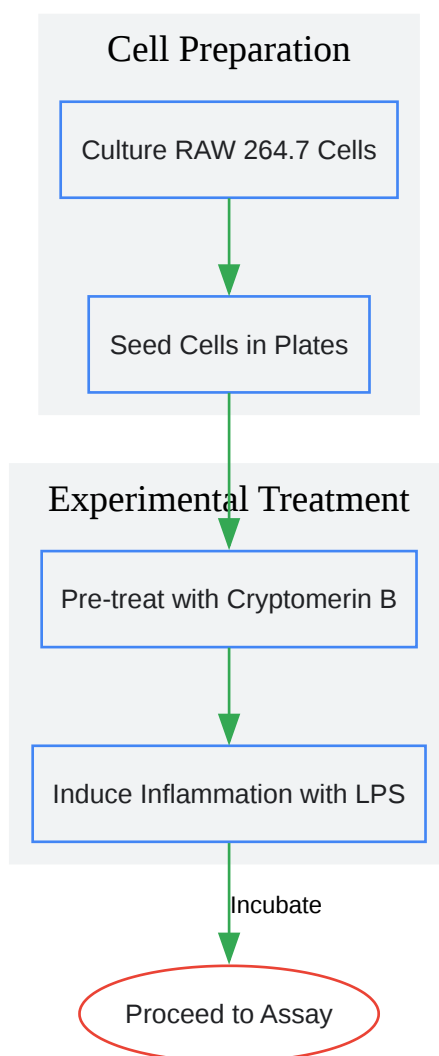 Cell Preparation
Culture RAW 264.7 Cells
Seed Cells in Plates
Experimental Treatment
Pre-treat with Cryptomerin B
Induce Inflammation with LPS
Incubate
Proceed to Assay